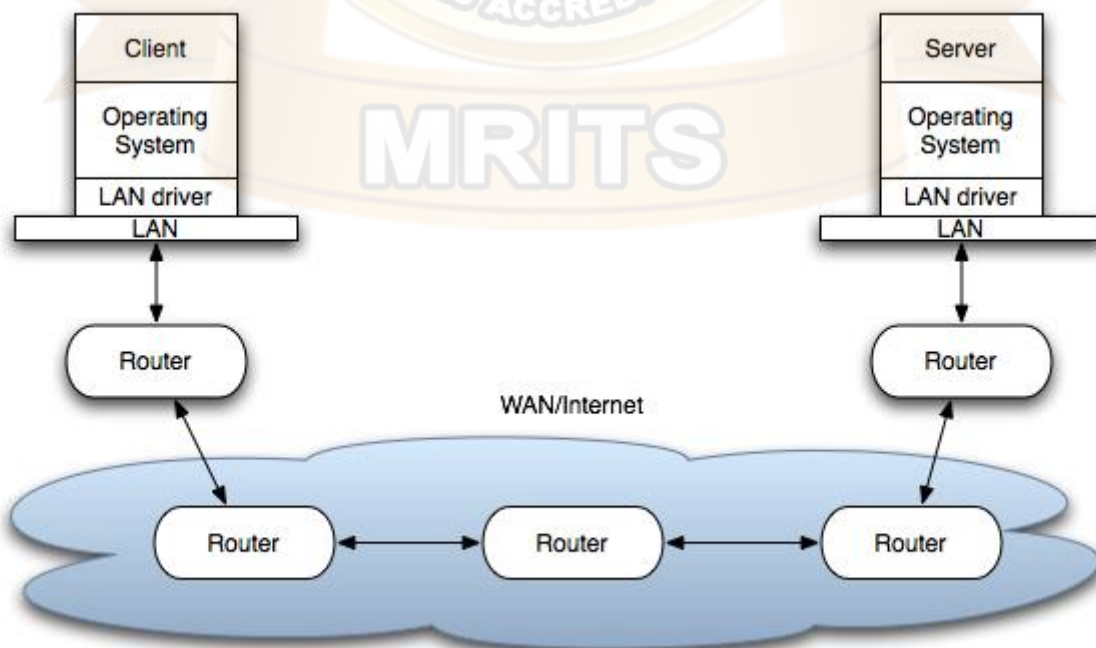 ACCRED
MRITS
Client
Operating
System
LAN driver
LAN
Server
Operating
System
LAN driver
LAN
Router
Router
WAN/Internet
Router
Router
Router